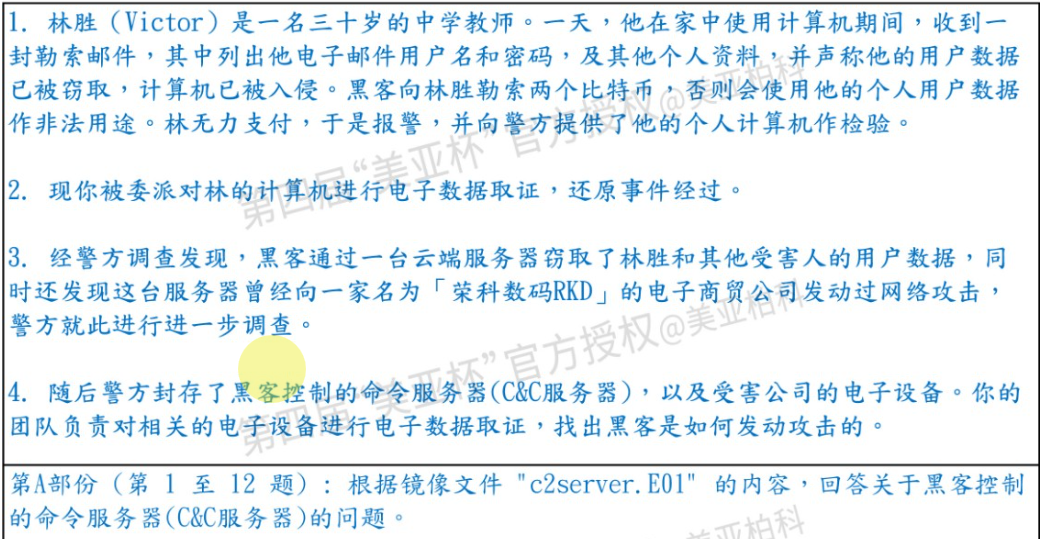 1. 林胜（Victor）是一名三十岁的中学教师。一天，他在家中使用计算机期间，收到一
封勒索邮件，其中列出他电子邮件用户名和密码，及其他个人资料，并声称他的用户数据
已被窃取，计算机已被入侵。黑客向林胜勒索两个比特币，否则会使用他的个人用户数据
作非法用途。林无力支付，于是报警，并向警方提供了他的个人计算机作检验。
2. 现你被委派对林的计算机进行电子数据取证，还原事件经过。
3. 经警方调查发现，黑客通过一台云端服务器窃取了林胜和其他受害人的用户数据，同
时还发现这台服务器曾经向一家名为「荣科数码RKD」的电子商贸公司发动过网络攻击，
警方就此进行进一步调查。
4. 随后警方封存了黑客控制的命令服务器(C&C服务器)，以及受害公司的电子设备。你的
团队负责对相关的电子设备进行电子数据取证，找出黑客是如何发动攻击的。
第A部份（第 1 至 12 题）: 根据镜像文件 "c2server.E01" 的内容，回答关于黑客控制
的命令服务器(C&C服务器)的问题。
第四届“美亚杯”官方授权@美亚柏科
第四届“美亚杯”官方授权@美亚柏科
美亚柏科